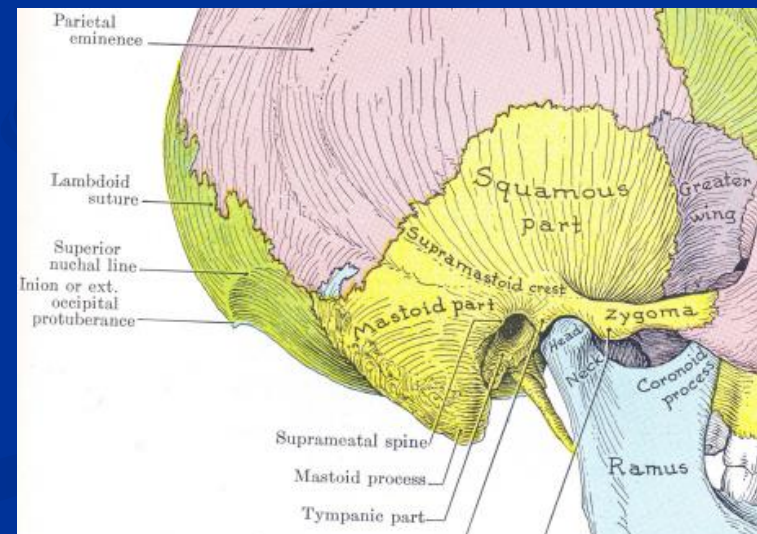 Parietal
eminence
Lambdoid
suture
Superior
nuchal line
Inion or ext.
occipital
protuberance
Squamous
part
Greater
wing
Supramastoid crest
Mastoid part
Zygoma
Head
Neck
Coronoid
process
Ramus
Suprameatal spine
Mastoid process
Tympanic part